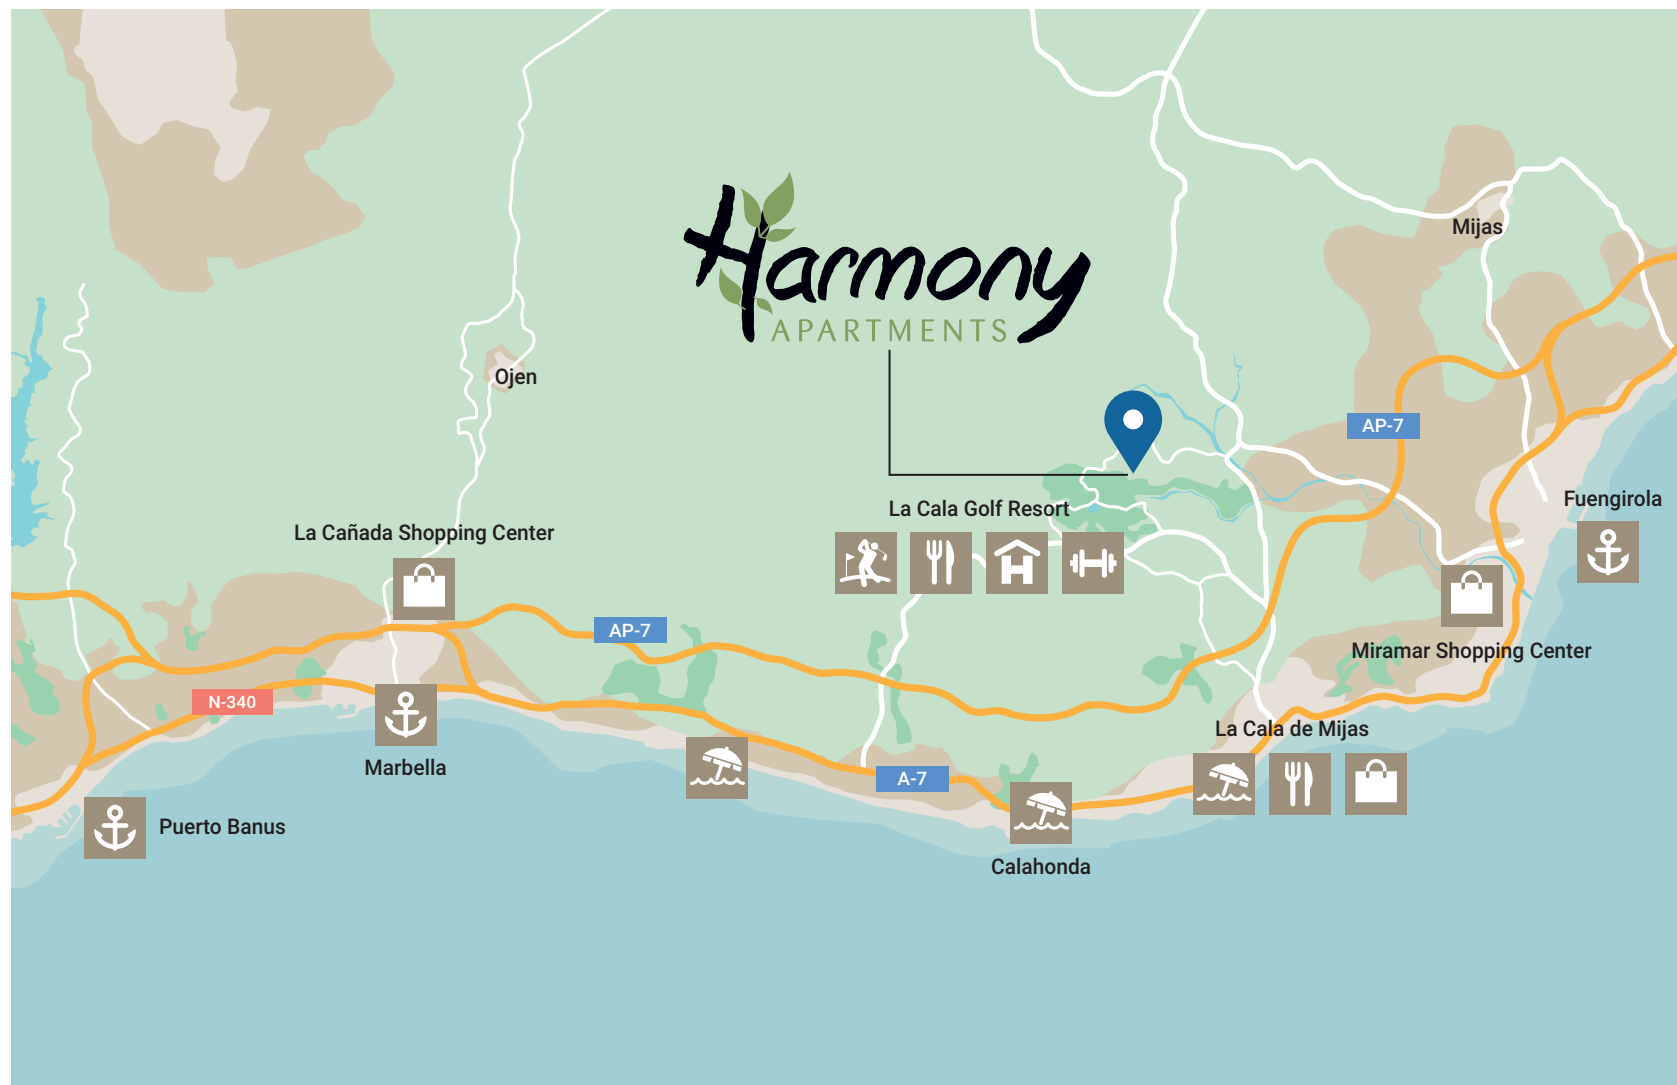 Harmony
APARTMENTS
Mijas
Ojen
AP-7
La Cala Golf Resort
Fuengirola
La Cañada Shopping Center
AP-7
Miramar Shopping Center
N-340
La Cala de Mijas
Marbella
A-7
Puerto Banus
Calahonda